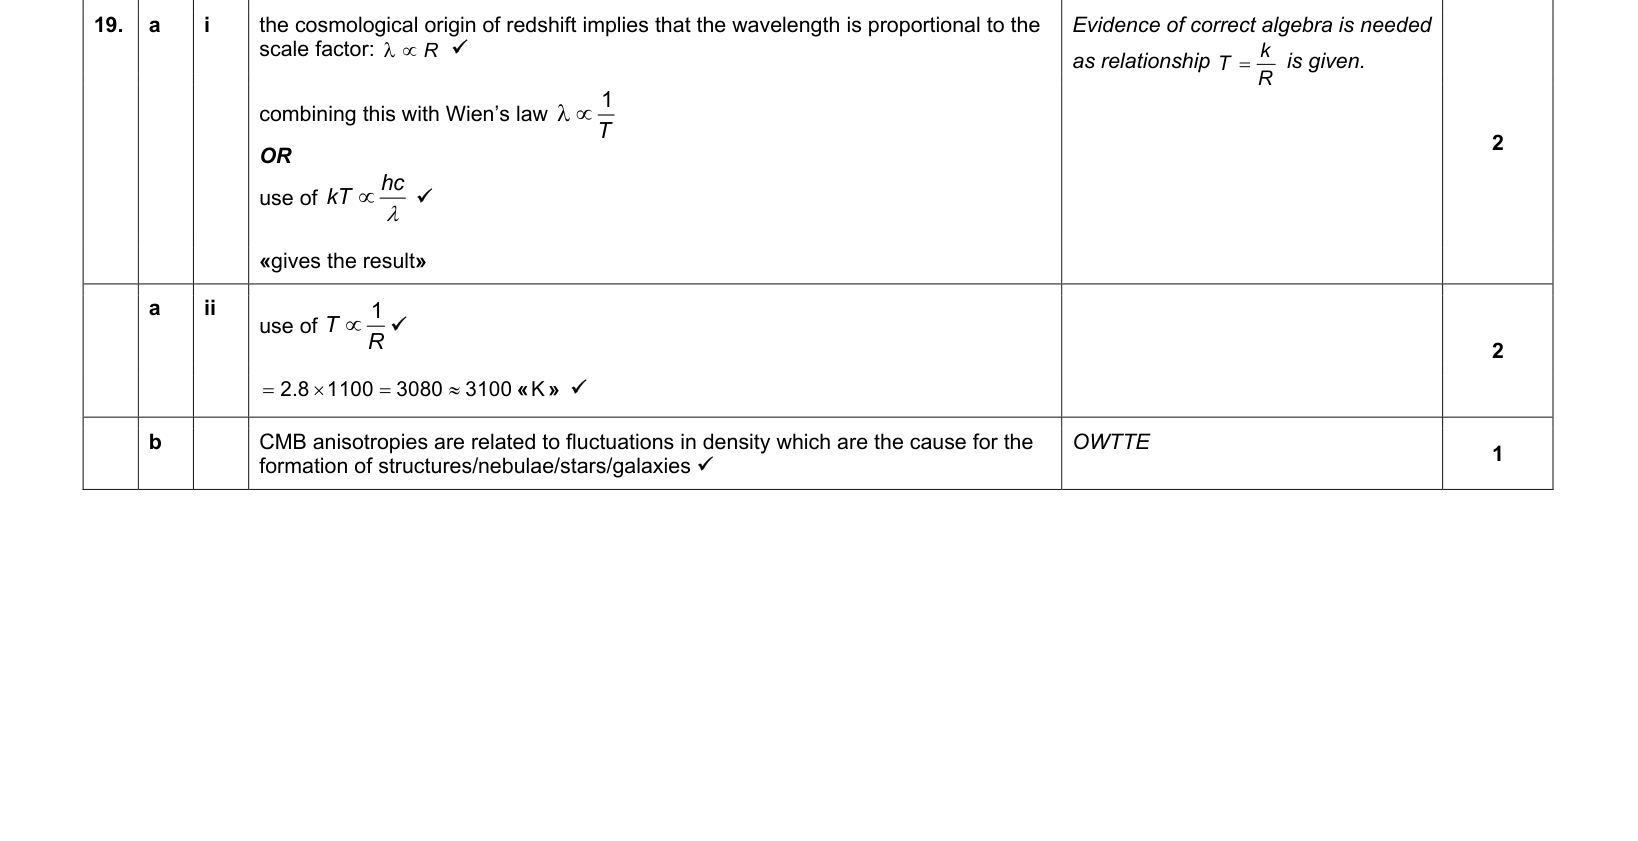 19. a i the cosmological origin of redshift implies that the wavelength is proportional to the
scale factor: λ ∝ R ✓
combining this with Wien’s law λ ∝ 1/T
OR
use of kT ∝ hc/λ ✓
«gives the result»
Evidence of correct algebra is needed
as relationship T = k/R is given.
2
a ii use of T ∝ 1/R ✓
= 2.8 × 1100 = 3080 ≈ 3100 «K» ✓
2
b CMB anisotropies are related to fluctuations in density which are the cause for the
formation of structures/nebulae/stars/galaxies ✓
OWTTE
1